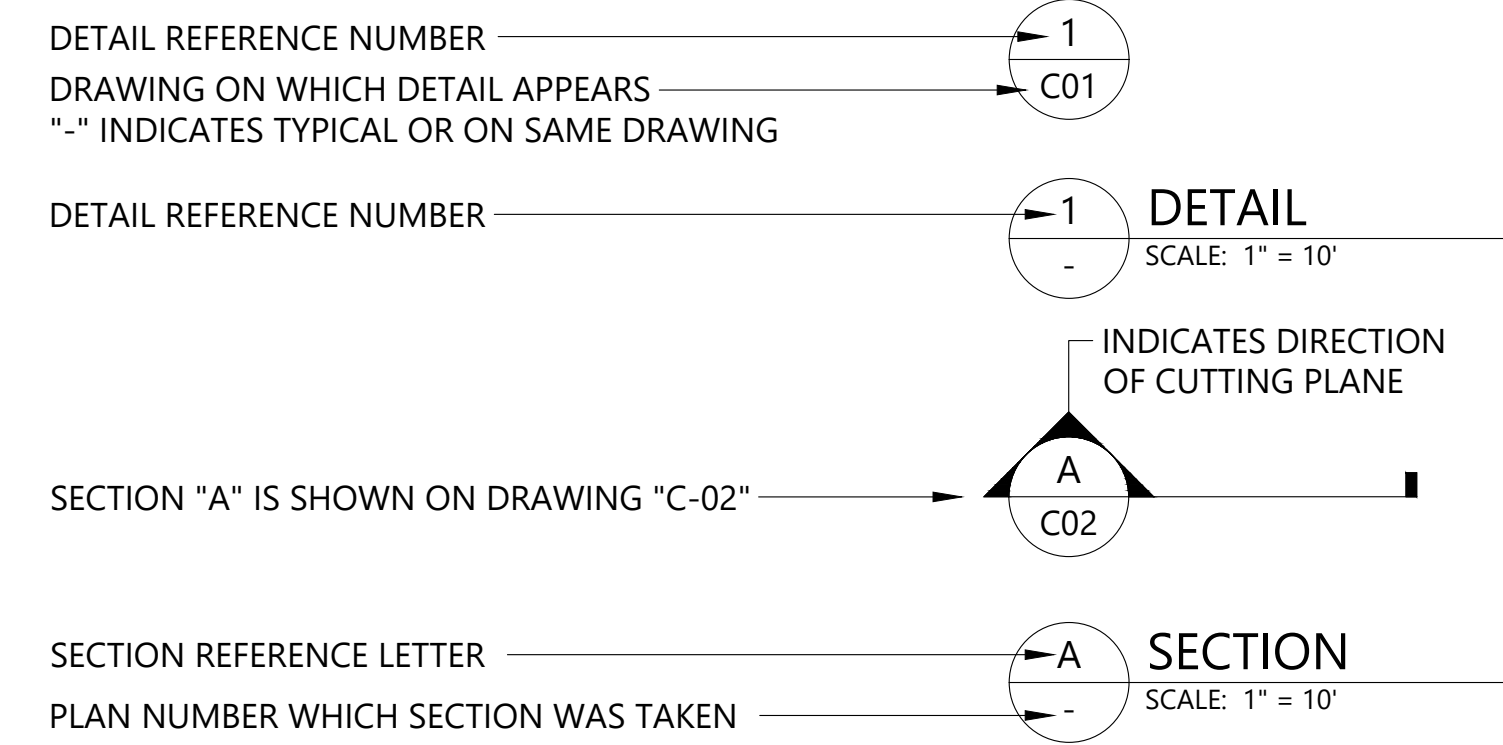 DETAIL REFERENCE NUMBER
1
DRAWING ON WHICH DETAIL APPEARS
C01
"-" INDICATES TYPICAL OR ON SAME DRAWING
DETAIL REFERENCE NUMBER
1
DETAIL
-
SCALE: 1" = 10'
INDICATES DIRECTION
OF CUTTING PLANE
SECTION "A" IS SHOWN ON DRAWING "C-02"
A
C02
SECTION REFERENCE LETTER
A
SECTION
PLAN NUMBER WHICH SECTION WAS TAKEN
-
SCALE: 1" = 10'